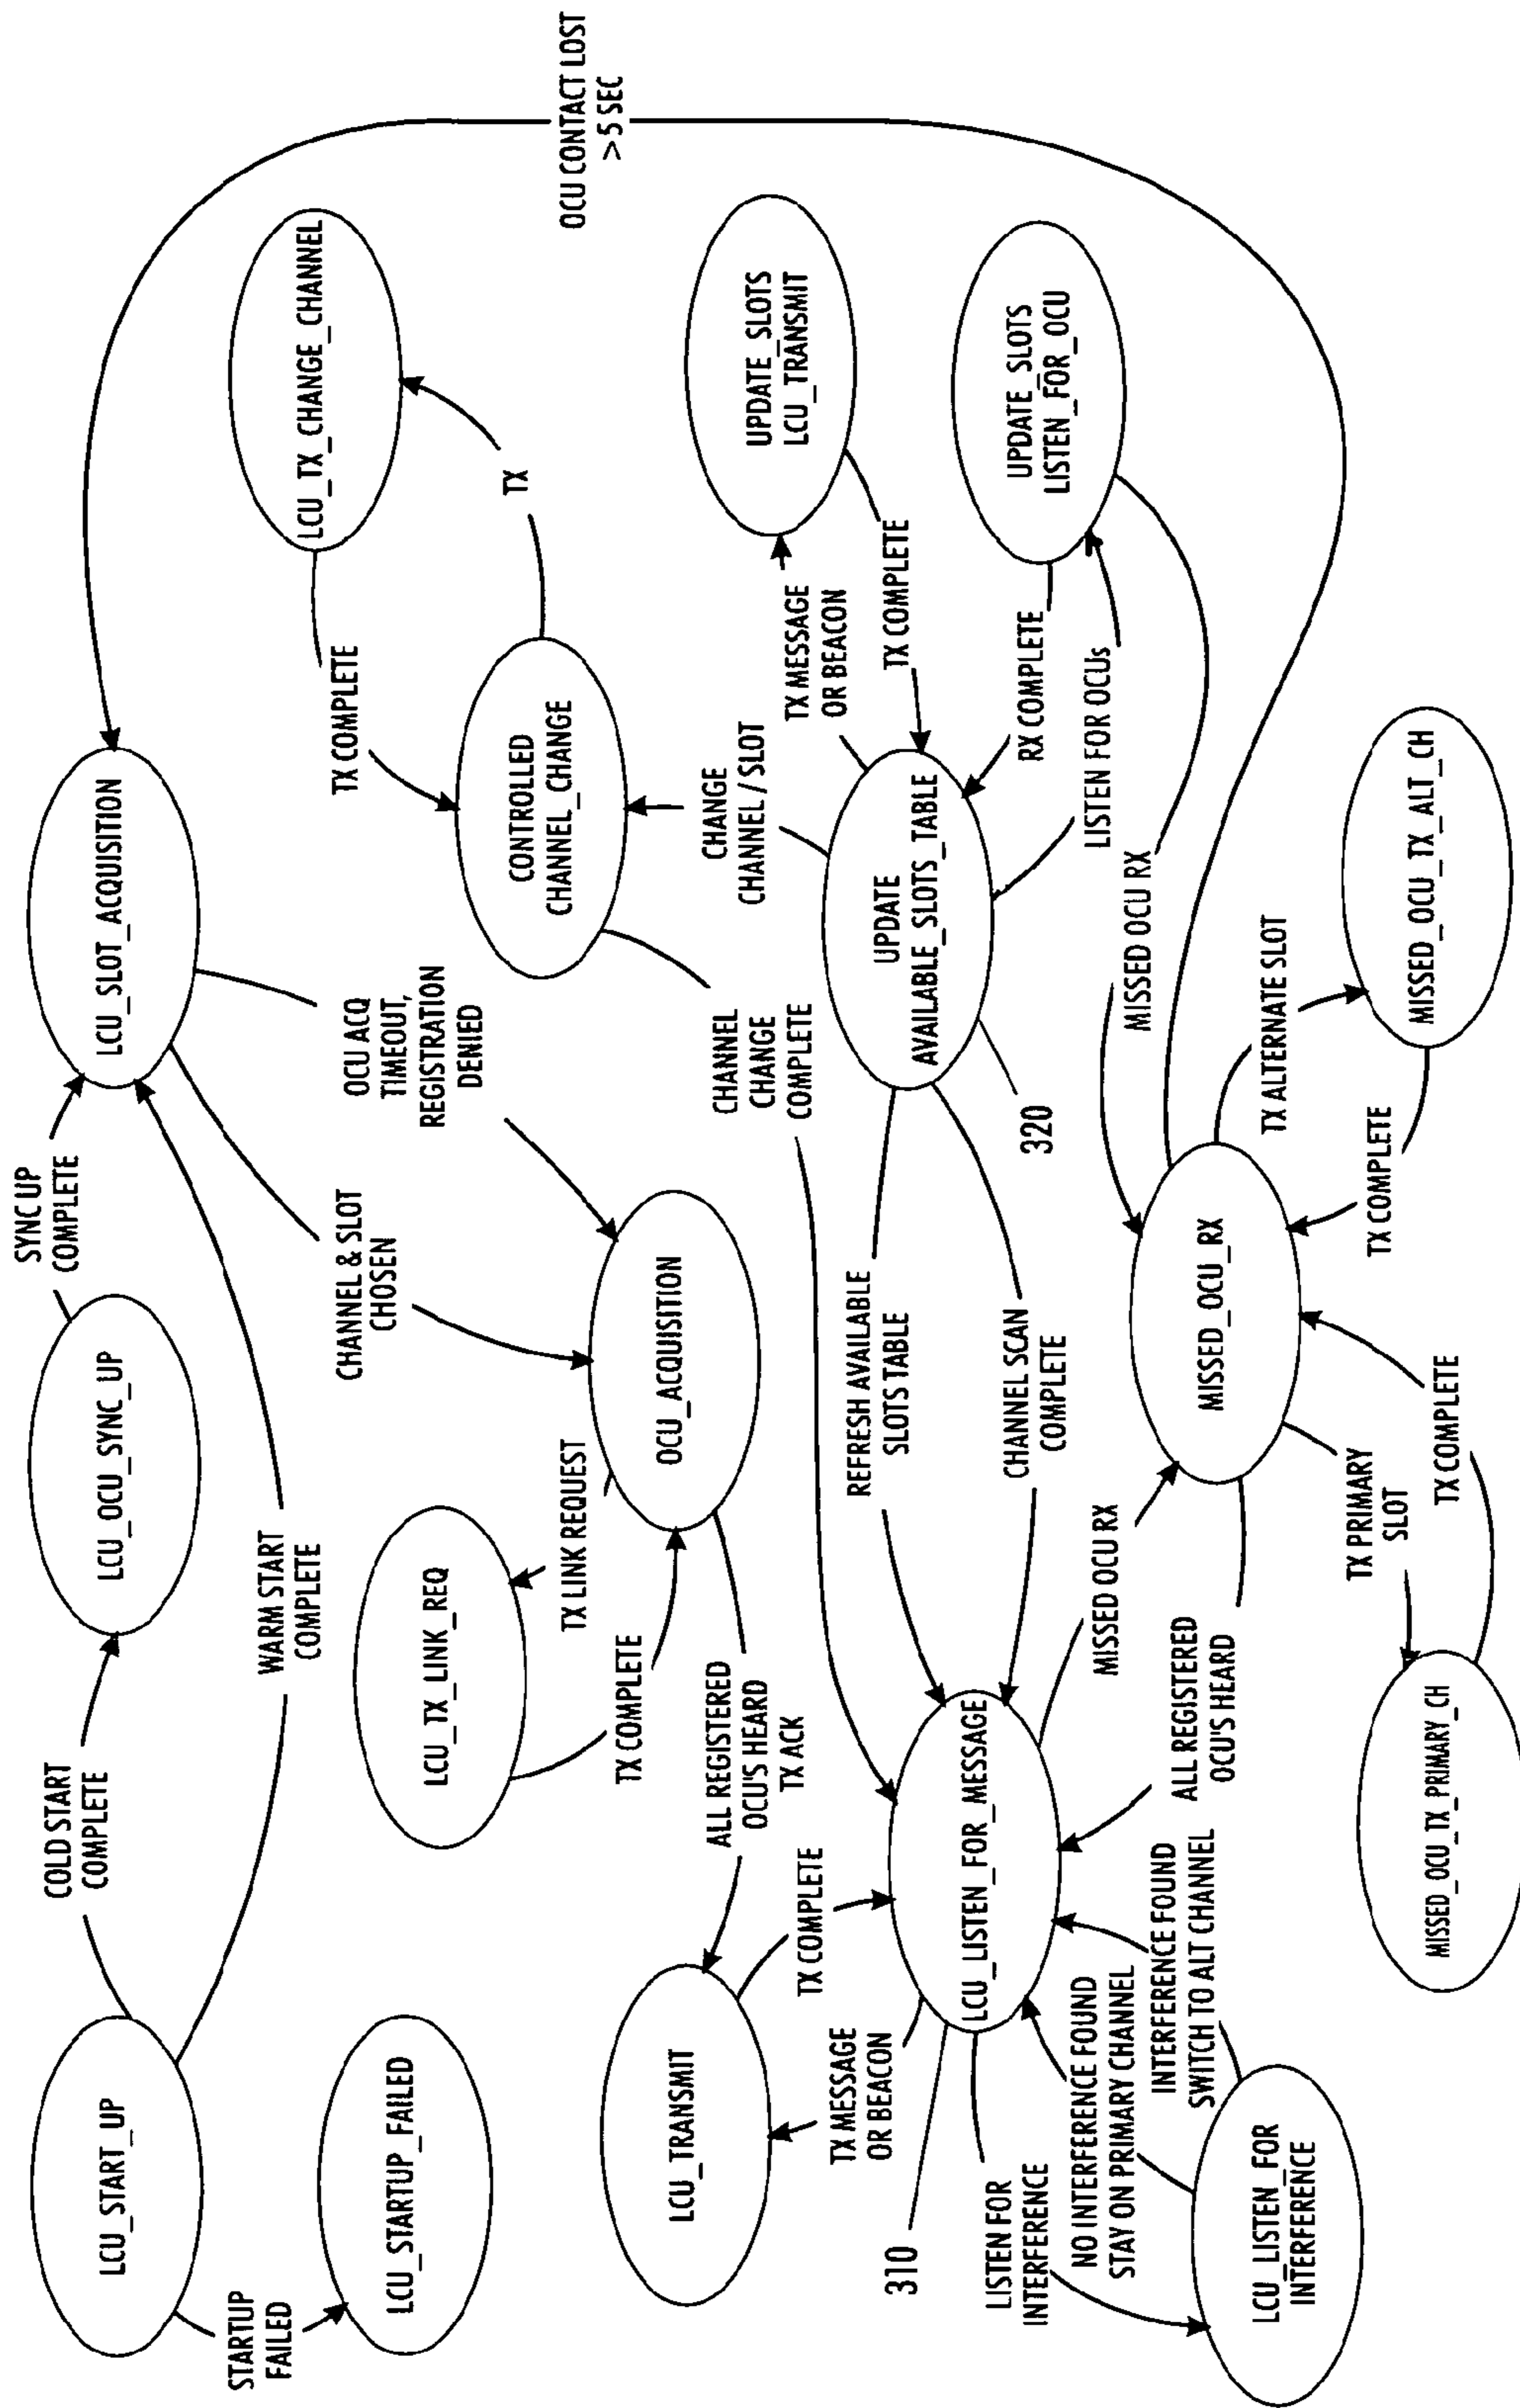 LCU_START_UP
STARTUP
FAILED
LCU_STARTUP_FAILED
COLD START
COMPLETE
WARM START
COMPLETE
LCU_OCU_SYNC_UP
SYNC UP
COMPLETE
LCU_SLOT_ACQUISITION
OCU CONTACT LOST
> 5 SEC
CHANNEL & SLOT
CHOSEN
OCU ACQ
TIMEOUT,
REGISTRATION
DENIED
LCU_TX_LINK_REQ
TX LINK REQUEST
TX COMPLETE
OCU_ACQUISITION
TX COMPLETE
LCU_TX_CHANGE_CHANNEL
TX
CONTROLLED
CHANNEL_CHANGE
CHANNEL
CHANGE
COMPLETE
CHANGE
CHANNEL / SLOT
LCU_TRANSMIT
ALL REGISTERED
OCU'S HEARD
TX ACK
TX COMPLETE
TX MESSAGE
OR BEACON
310
LCU_LISTEN_FOR_MESSAGE
REFRESH AVAILABLE
SLOTS TABLE
CHANNEL SCAN
COMPLETE
UPDATE
AVAILABLE_SLOTS_TABLE
320
TX MESSAGE
OR BEACON
TX COMPLETE
UPDATE_SLOTS
LCU_TRANSMIT
RX COMPLETE
LISTEN FOR OCUs
UPDATE_SLOTS
LISTEN_FOR_OCU
LISTEN FOR
INTERFERENCE
NO INTERFERENCE FOUND
STAY ON PRIMARY CHANNEL
INTERFERENCE FOUND
SWITCH TO ALT CHANNEL
LCU_LISTEN_FOR
INTERFERENCE
MISSED OCU RX
ALL REGISTERED
OCU'S HEARD
MISSED_OCU_RX
MISSED OCU RX
TX PRIMARY
SLOT
TX COMPLETE
MISSED_OCU_TX_PRIMARY_CH
TX ALTERNATE SLOT
TX COMPLETE
MISSED_OCU_TX_ALT_CH